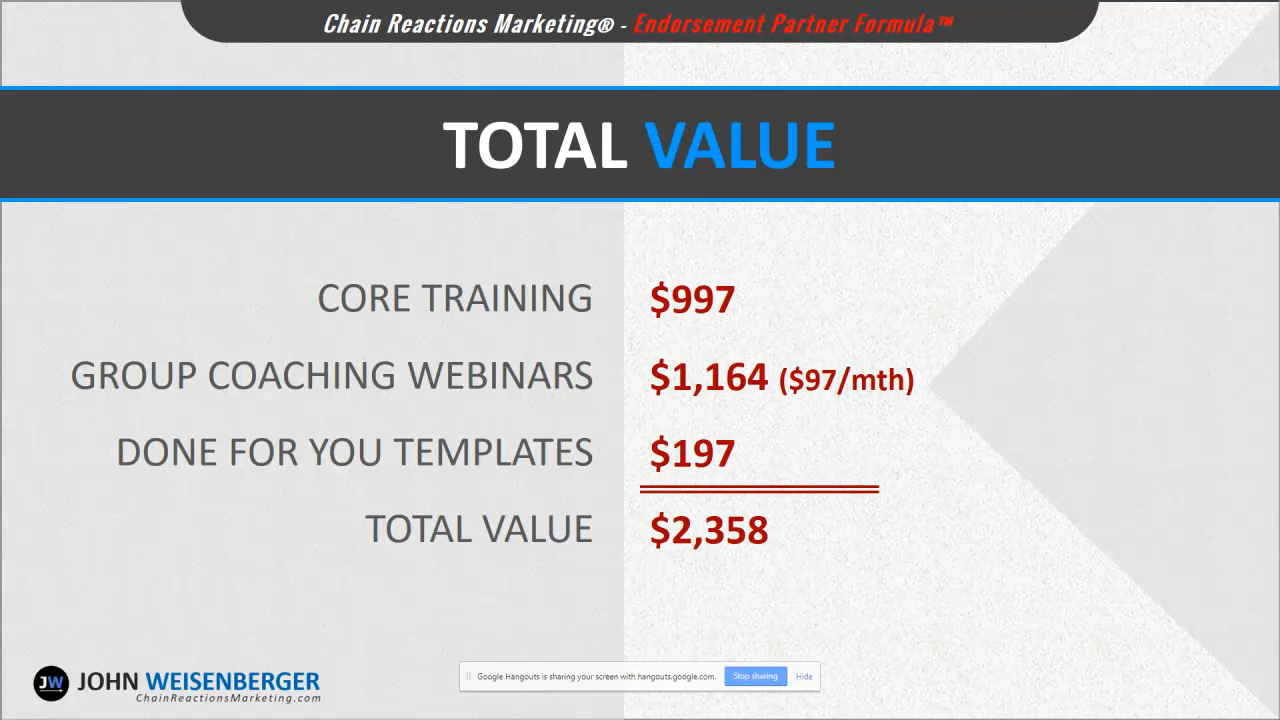 Chain Reactions Marketing® - Endorsement Partner Formula™
TOTAL VALUE
CORE TRAINING $997
GROUP COACHING WEBINARS $1,164 ($97/mth)
DONE FOR YOU TEMPLATES $197
TOTAL VALUE $2,358
JW JOHN WEISENBERGER
ChainReactionsMarketing.com
Google Hangouts is sharing your screen with hangouts.google.com. Stop sharing Hide